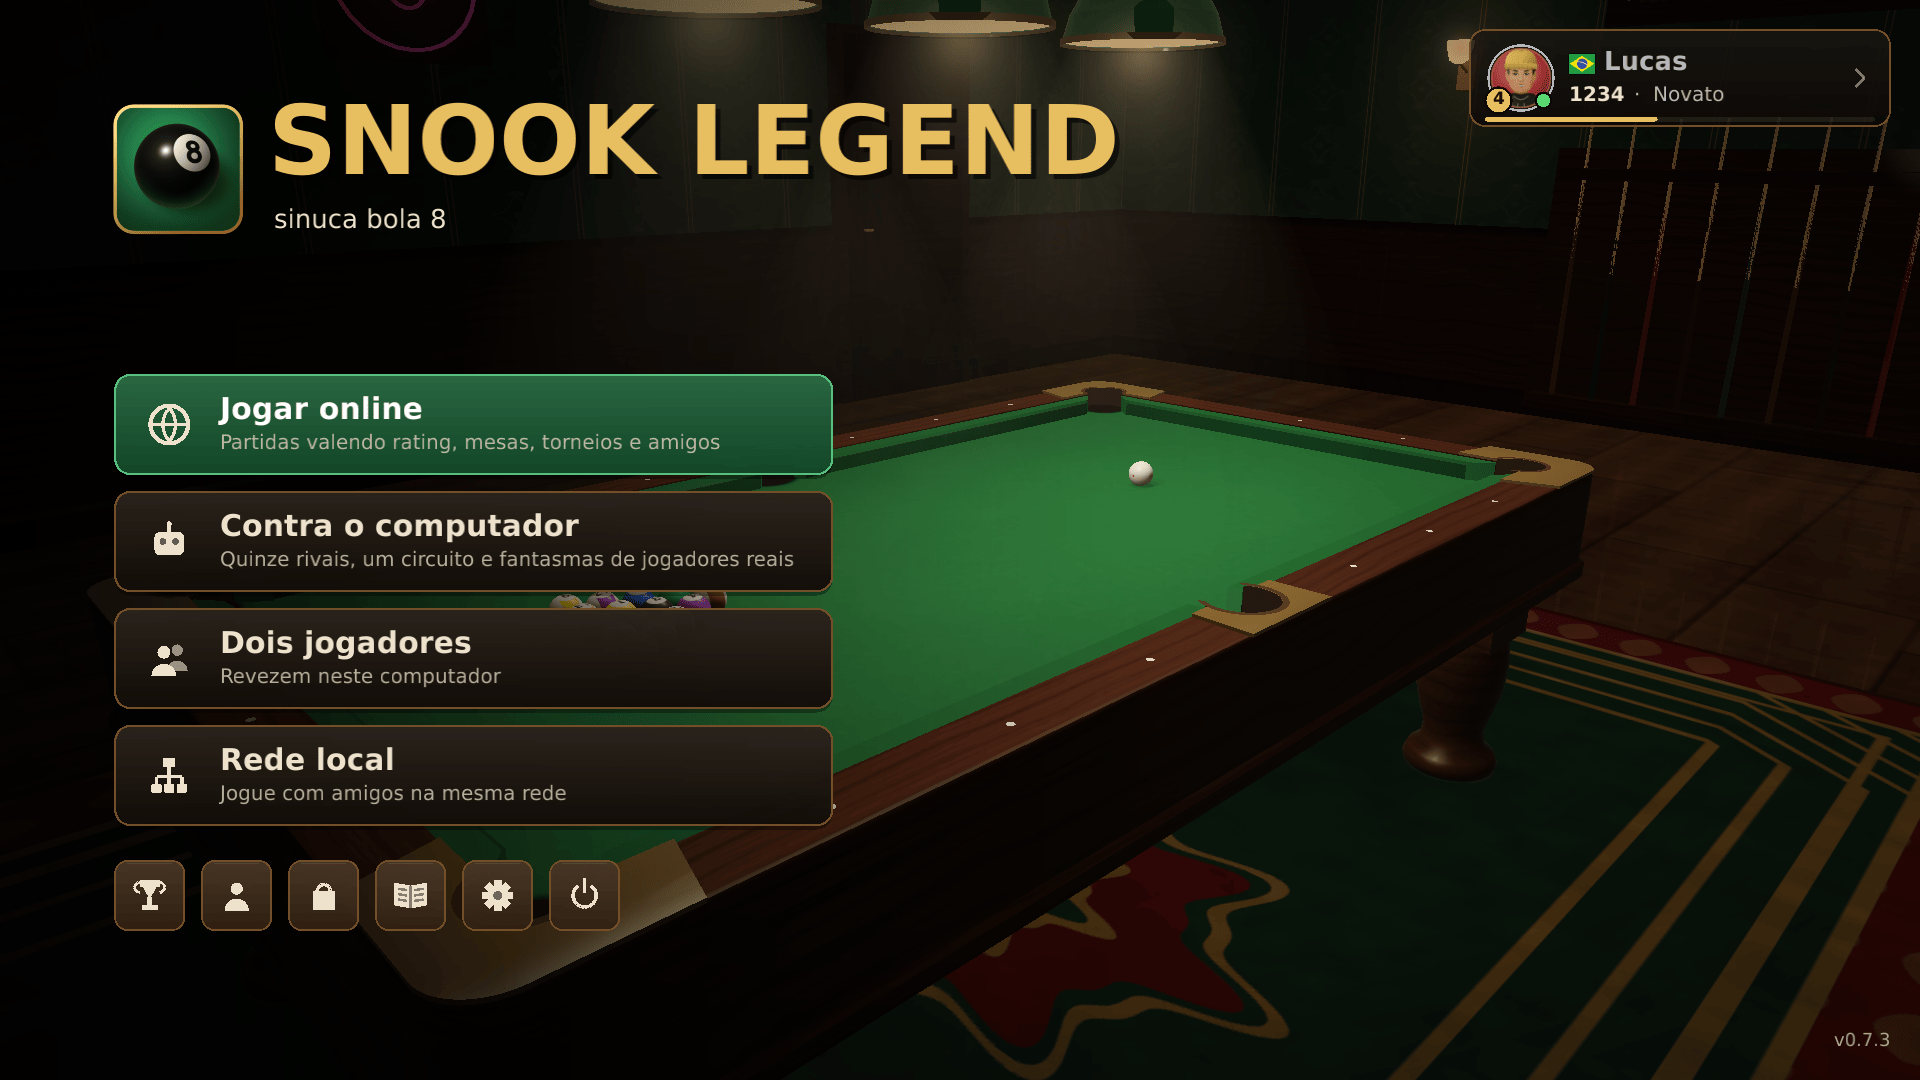 SNOOK LEGEND
sinuca bola 8
8
Lucas
4
1234 · Novato
Jogar online
Partidas valendo rating, mesas, torneios e amigos
Contra o computador
Quinze rivais, um circuito e fantasmas de jogadores reais
Dois jogadores
Revezem neste computador
Rede local
Jogue com amigos na mesma rede
v0.7.3